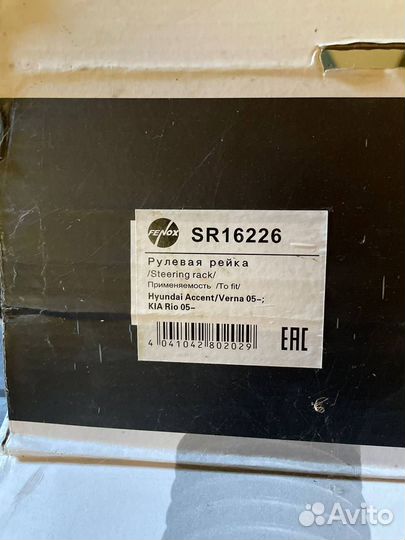 FENOX SR16226
Рулевая рейка
/Steering rack/
Применяемость /To fit/
Hyundai Accent/Verna 05–;
KIA Rio 05–
4 041042 802029
EAC
Avito